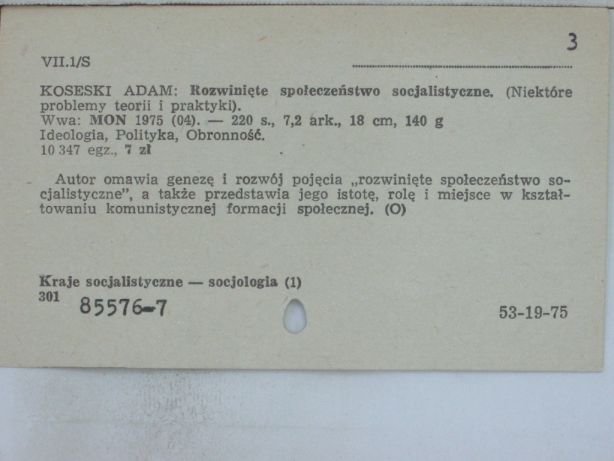 3
VII.1/S
KOSESKI ADAM: Rozwinięte społeczeństwo socjalistyczne. (Niektóre
problemy teorii i praktyki).
Wwa: MON 1975 (04). — 220 s., 7,2 ark., 18 cm, 140 g
Ideologia, Polityka, Obronność.
10 347 egz., 7 zł
Autor omawia genezę i rozwój pojęcia „rozwinięte społeczeństwo so-
cjalistyczne”, a także przedstawia jego istotę, rolę i miejsce w kształ-
towaniu komunistycznej formacji społecznej. (O)
Kraje socjalistyczne — socjologia (1)
301
85576-7
53-19-75